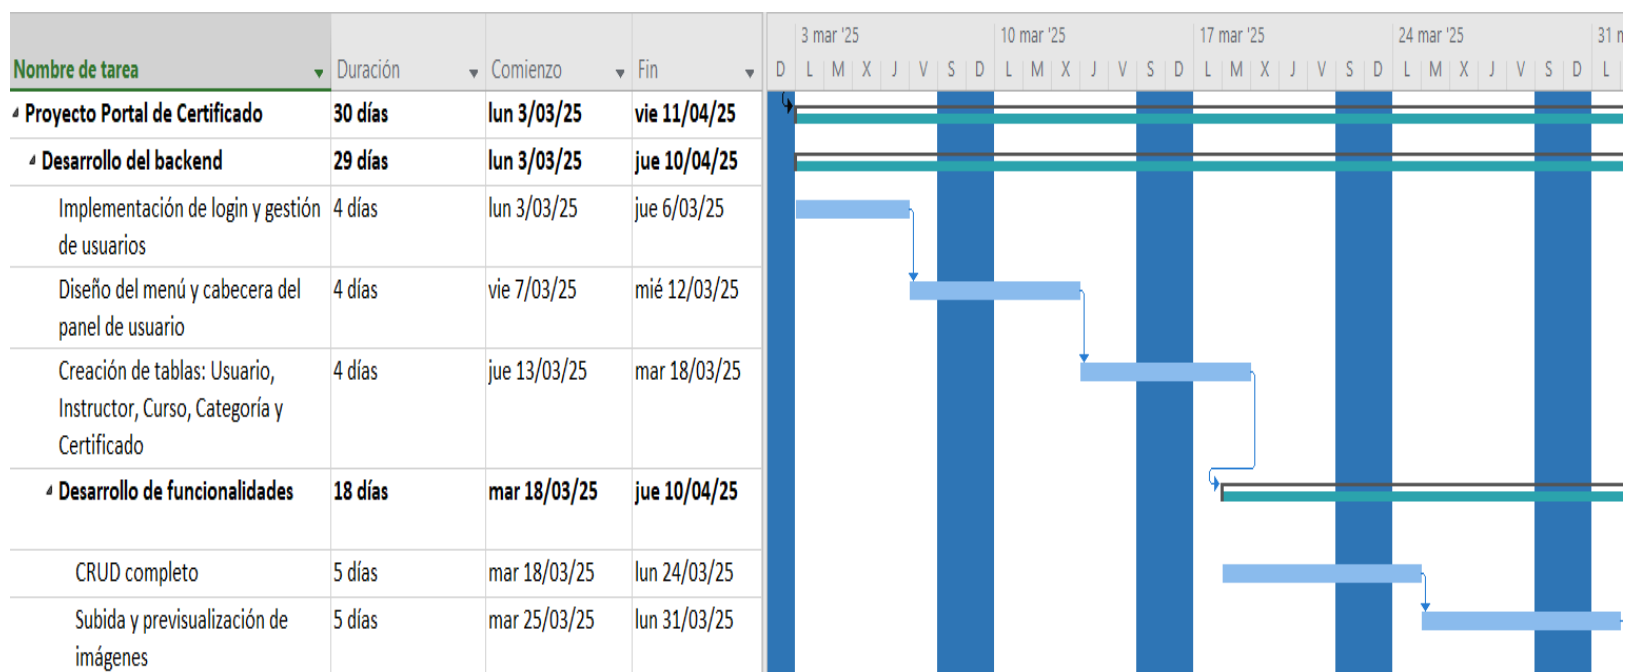 3 mar '25 10 mar '25 17 mar '25 24 mar '25 31 m
Nombre de tarea Duración Comienzo Fin D L M X J V S D L M X J V S D L M X J V S D L M X J V S D L
Proyecto Portal de Certificado 30 días lun 3/03/25 vie 11/04/25
Desarrollo del backend 29 días lun 3/03/25 jue 10/04/25
Implementación de login y gestión 4 días lun 3/03/25 jue 6/03/25
de usuarios
Diseño del menú y cabecera del 4 días vie 7/03/25 mié 12/03/25
panel de usuario
Creación de tablas: Usuario, 4 días jue 13/03/25 mar 18/03/25
Instructor, Curso, Categoría y
Certificado
Desarrollo de funcionalidades 18 días mar 18/03/25 jue 10/04/25
CRUD completo 5 días mar 18/03/25 lun 24/03/25
Subida y previsualización de 5 días mar 25/03/25 lun 31/03/25
imágenes